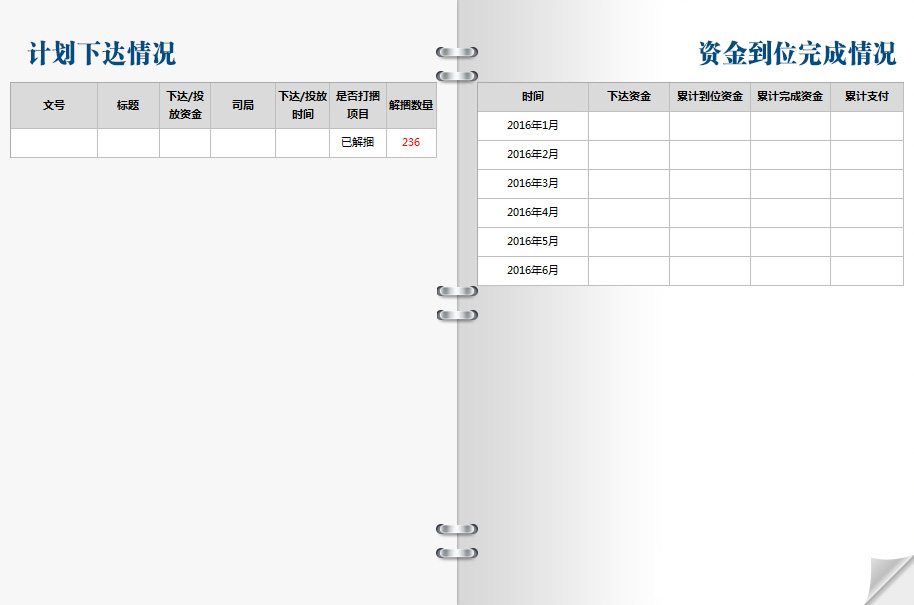 计划下达情况
文号 标题 下达/投放资金 司局 下达/投放时间 是否打捆项目 解捆数量
已解捆 236
资金到位完成情况
时间 下达资金 累计到位资金 累计完成资金 累计支付
2016年1月
2016年2月
2016年3月
2016年4月
2016年5月
2016年6月